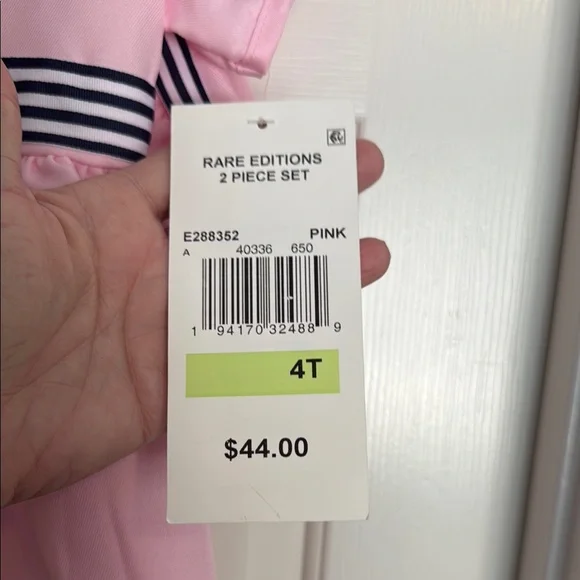 RARE EDITIONS
2 PIECE SET
E288352 PINK
A 40336 650
1 94170 32488 9
4T
$44.00